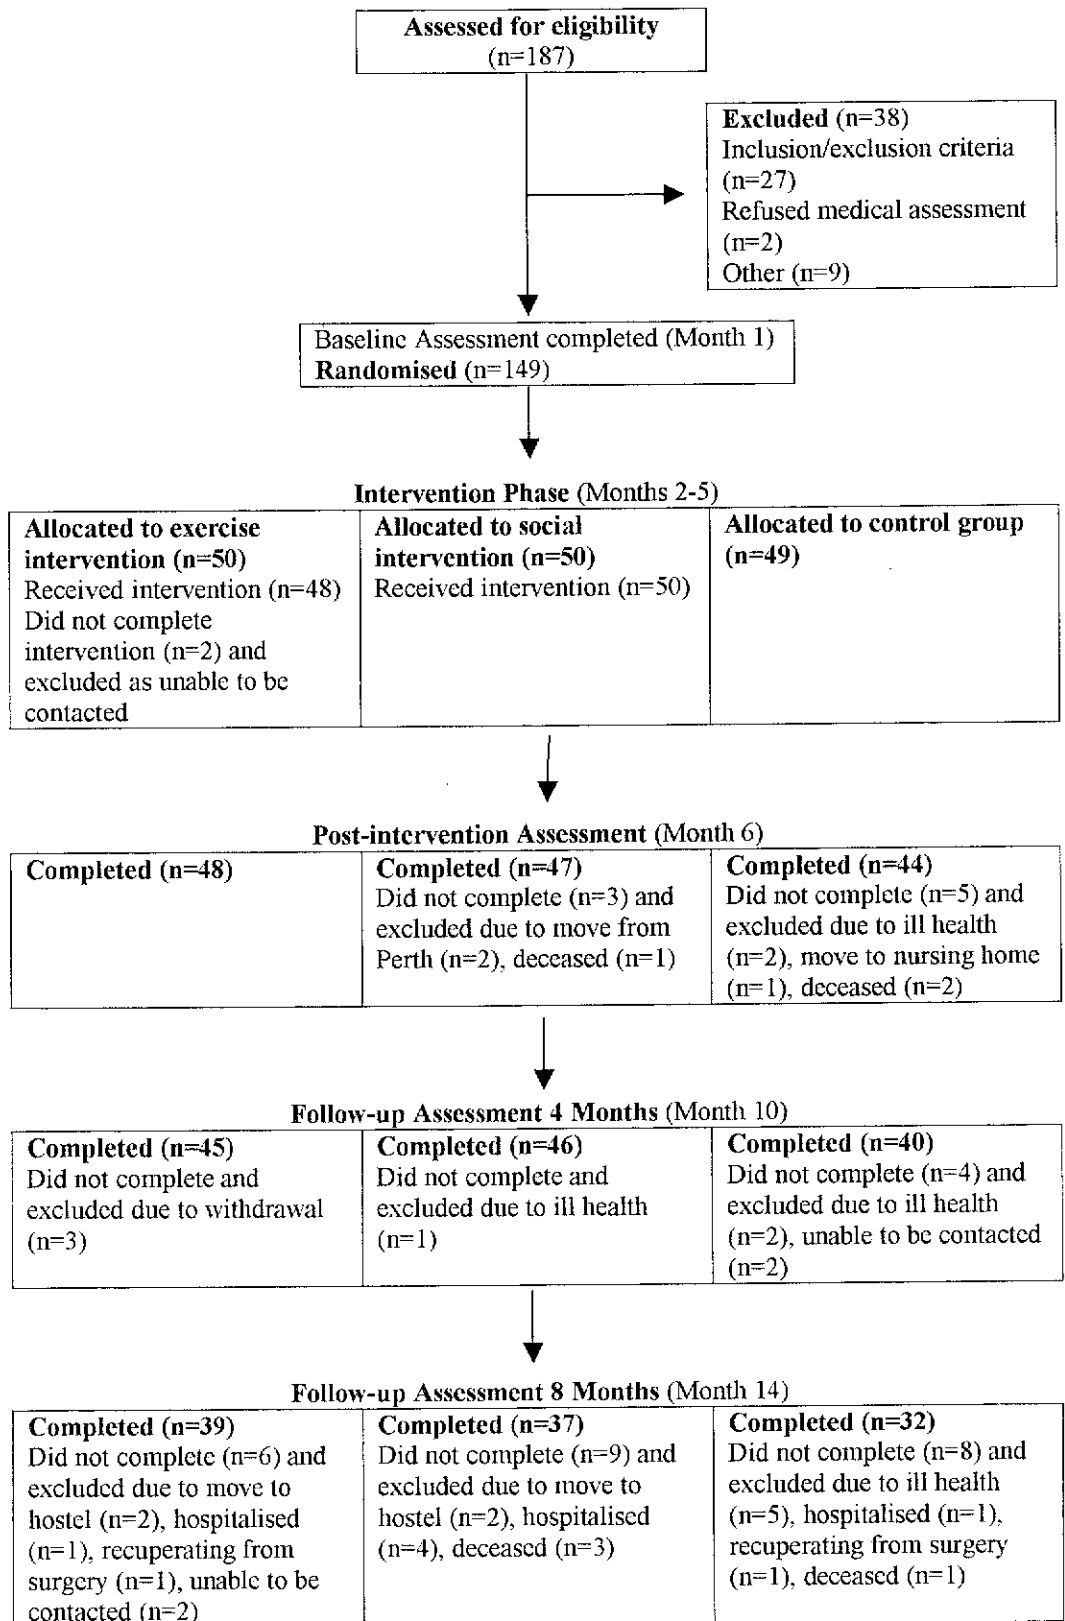 Assessed for eligibility
(n=187)
Excluded (n=38)
Inclusion/exclusion criteria
(n=27)
Refused medical assessment
(n=2)
Other (n=9)
Baseline Assessment completed (Month 1)
Randomised (n=149)
Intervention Phase (Months 2-5)
Allocated to exercise
intervention (n=50)
Received intervention (n=48)
Did not complete
intervention (n=2) and
excluded as unable to be
contacted
Allocated to social
intervention (n=50)
Received intervention (n=50)
Allocated to control group
(n=49)
Post-intervention Assessment (Month 6)
Completed (n=48)
Completed (n=47)
Did not complete (n=3) and
excluded due to move from
Perth (n=2), deceased (n=1)
Completed (n=44)
Did not complete (n=5) and
excluded due to ill health
(n=2), move to nursing home
(n=1), deceased (n=2)
Follow-up Assessment 4 Months (Month 10)
Completed (n=45)
Did not complete and
excluded due to withdrawal
(n=3)
Completed (n=46)
Did not complete and
excluded due to ill health
(n=1)
Completed (n=40)
Did not complete (n=4) and
excluded due to ill health
(n=2), unable to be contacted
(n=2)
Follow-up Assessment 8 Months (Month 14)
Completed (n=39)
Did not complete (n=6) and
excluded due to move to
hostel (n=2), hospitalised
(n=1), recuperating from
surgery (n=1), unable to be
contacted (n=2)
Completed (n=37)
Did not complete (n=9) and
excluded due to move to
hostel (n=2), hospitalised
(n=4), deceased (n=3)
Completed (n=32)
Did not complete (n=8) and
excluded due to ill health
(n=5), hospitalised (n=1),
recuperating from surgery
(n=1), deceased (n=1)